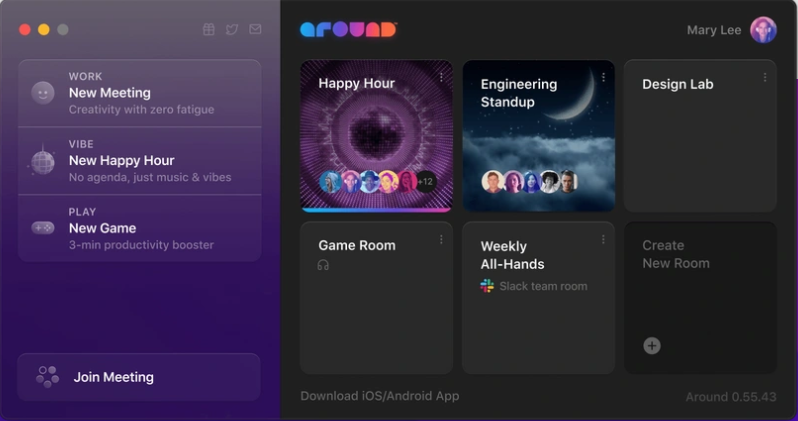 WORK
New Meeting
Creativity with zero fatigue
VIBE
New Happy Hour
No agenda, just music & vibes
PLAY
New Game
3-min productivity booster
Join Meeting
around
Mary Lee
Happy Hour
+12
Engineering
Standup
Design Lab
Game Room
Weekly
All-Hands
Slack team room
Create
New Room
Download iOS/Android App
Around 0.55.43